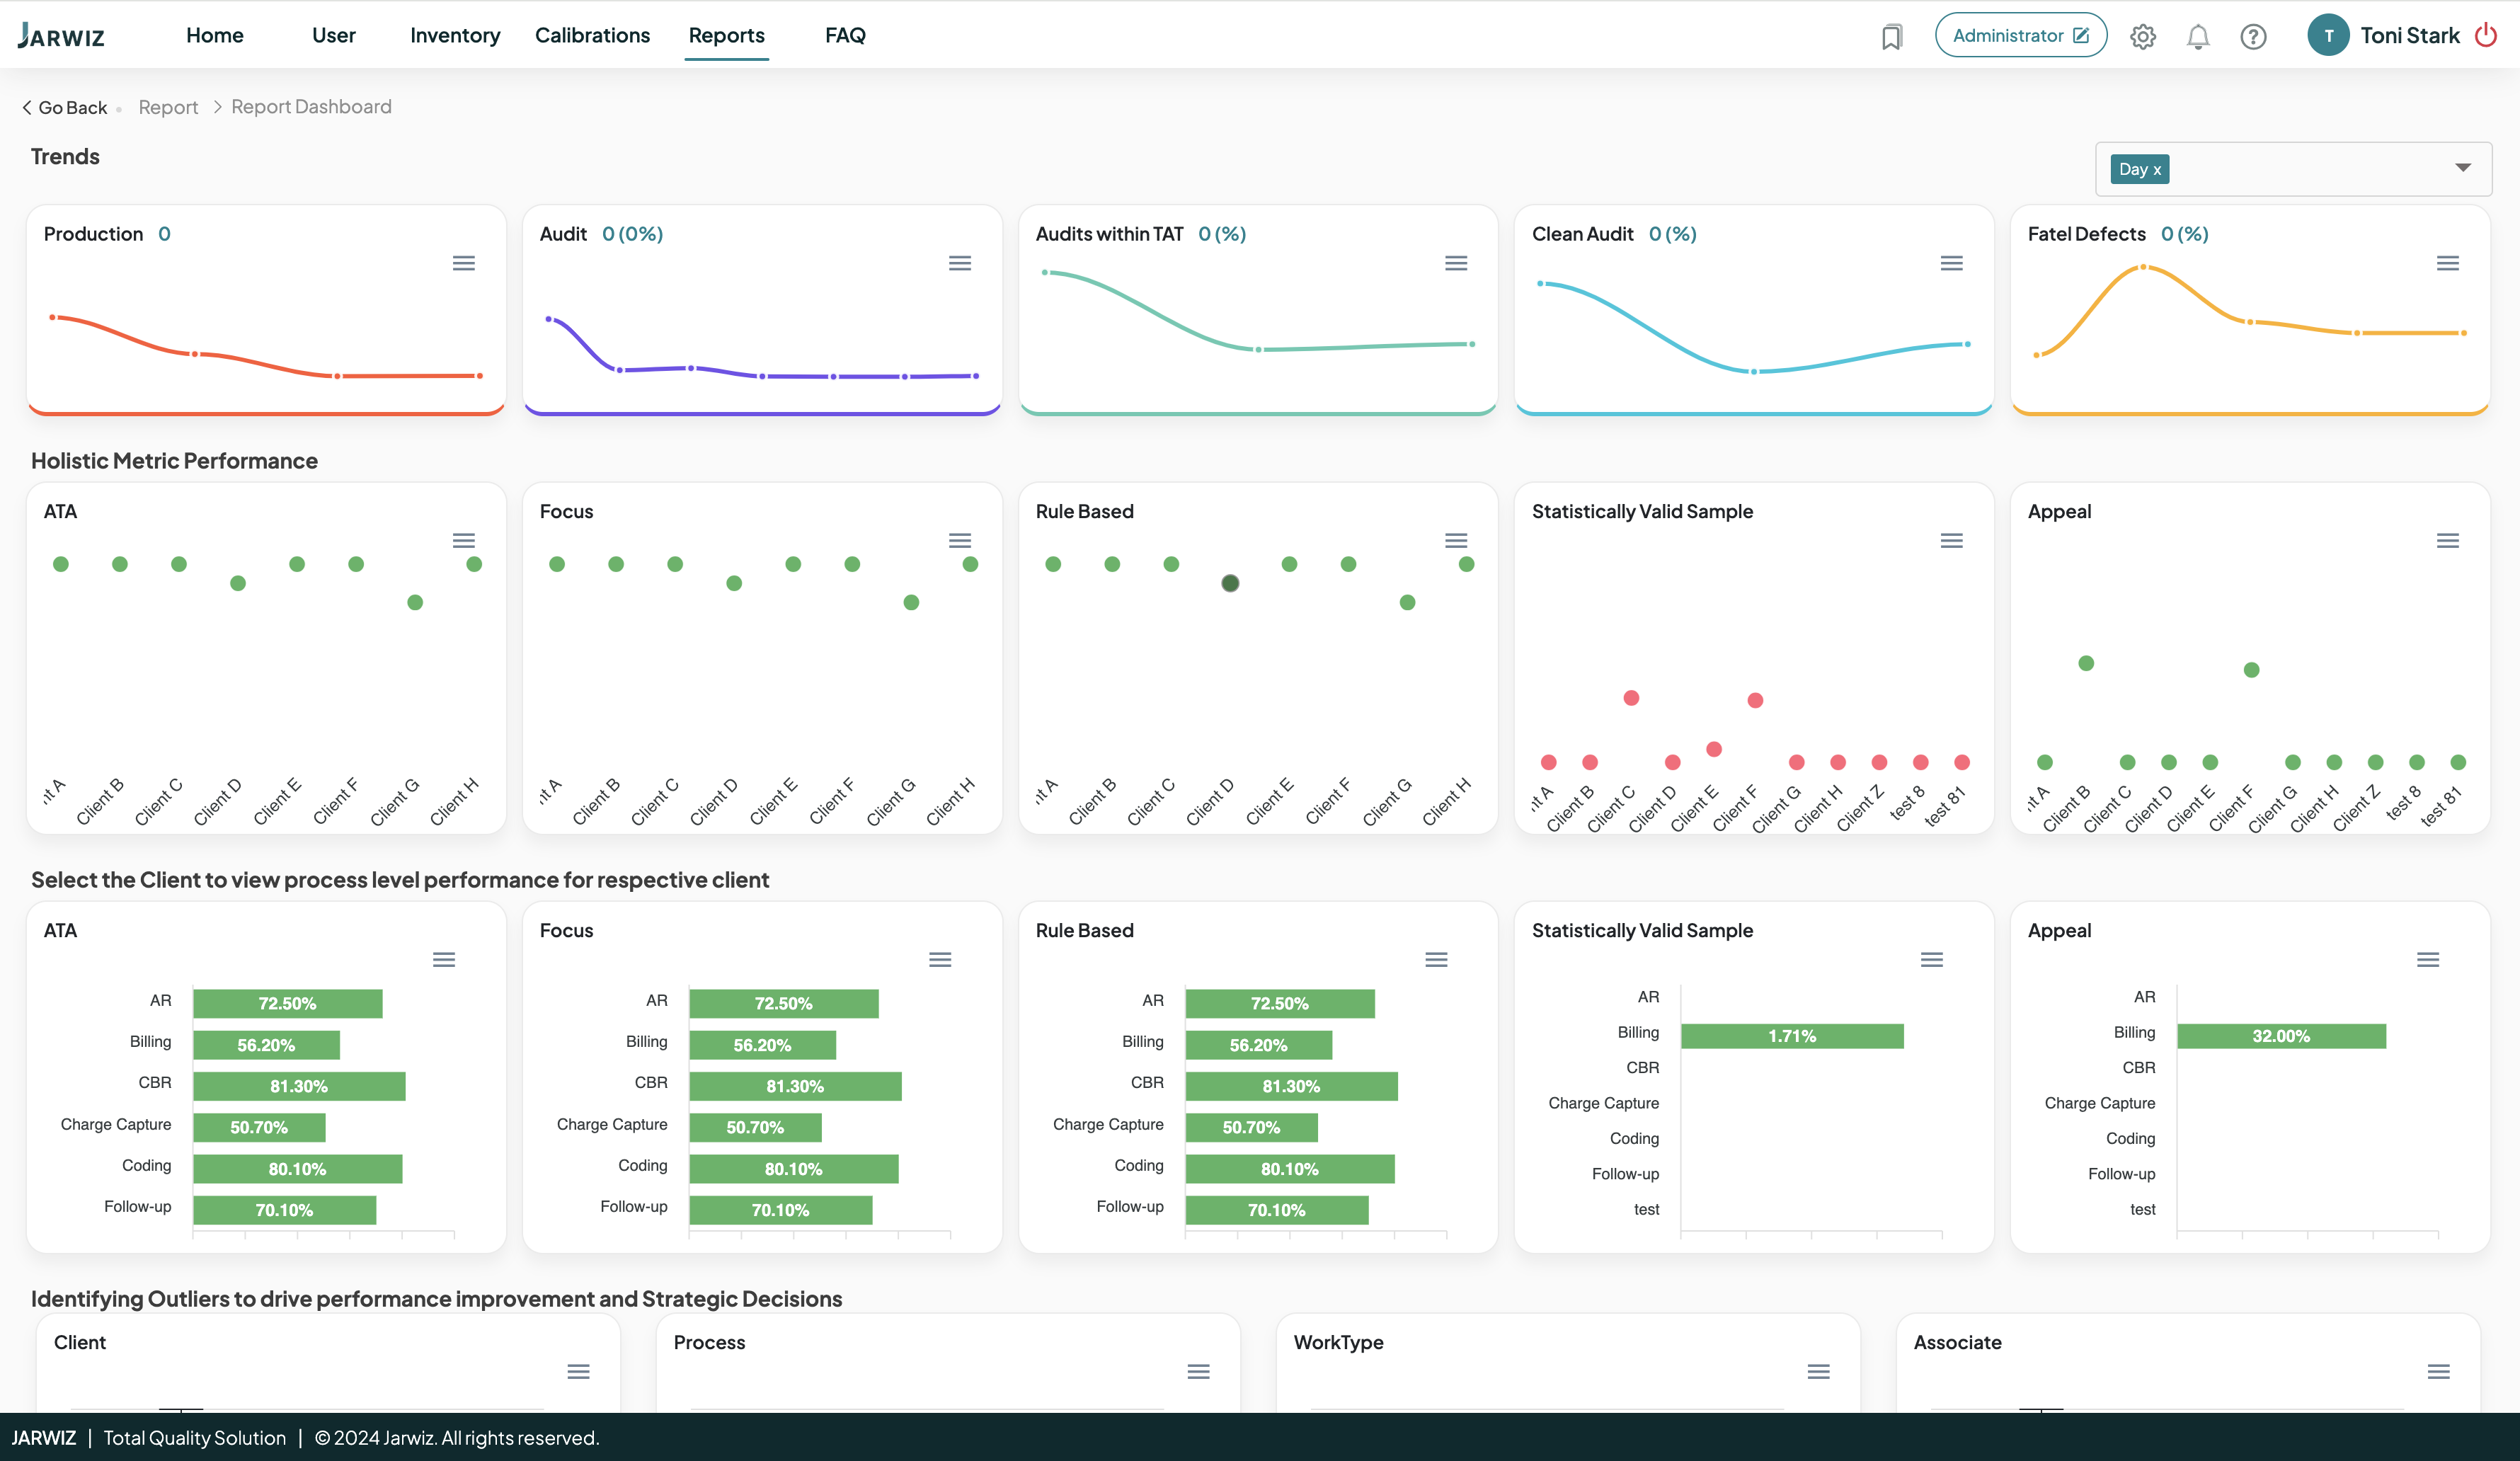 JARWIZ
Home User Inventory Calibrations Reports FAQ
Administrator
T
Toni Stark
Go Back Report > Report Dashboard
Trends
Day x
Production 0
Audit 0 (0%)
Audits within TAT 0 (%)
Clean Audit 0 (%)
Fatel Defects 0 (%)
Holistic Metric Performance
ATA
nt A Client B Client C Client D Client E Client F Client G Client H
Focus
nt A Client B Client C Client D Client E Client F Client G Client H
Rule Based
nt A Client B Client C Client D Client E Client F Client G Client H
Statistically Valid Sample
nt A Client B Client C Client D Client E Client F Client G Client H Client Z test 8 test 81
Appeal
nt A Client B Client C Client D Client E Client F Client G Client H Client Z test 8 test 81
Select the Client to view process level performance for respective client
ATA
AR 72.50%
Billing 56.20%
CBR 81.30%
Charge Capture 50.70%
Coding 80.10%
Follow-up 70.10%
Focus
AR 72.50%
Billing 56.20%
CBR 81.30%
Charge Capture 50.70%
Coding 80.10%
Follow-up 70.10%
Rule Based
AR 72.50%
Billing 56.20%
CBR 81.30%
Charge Capture 50.70%
Coding 80.10%
Follow-up 70.10%
Statistically Valid Sample
AR
Billing 1.71%
CBR
Charge Capture
Coding
Follow-up
test
Appeal
AR
Billing 32.00%
CBR
Charge Capture
Coding
Follow-up
test
Identifying Outliers to drive performance improvement and Strategic Decisions
Client
Process
WorkType
Associate
JARWIZ | Total Quality Solution | © 2024 Jarwiz. All rights reserved.